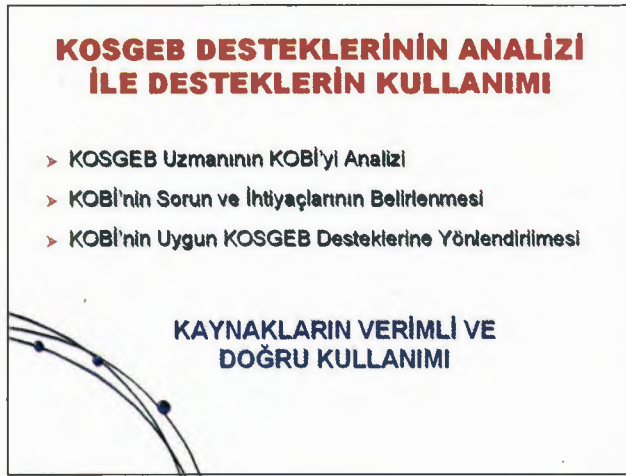 KOSGEB DESTEKLERİNİN ANALİZİ
İLE DESTEKLERİN KULLANIMI
➤ KOSGEB Uzmanının KOBİ'yi Analizi
➤ KOBİ'nin Sorun ve İhtiyaçlarının Belirlenmesi
➤ KOBİ'nin Uygun KOSGEB Desteklerine Yönlendirilmesi
KAYNAKLARIN VERİMLİ VE
DOĞRU KULLANIMI